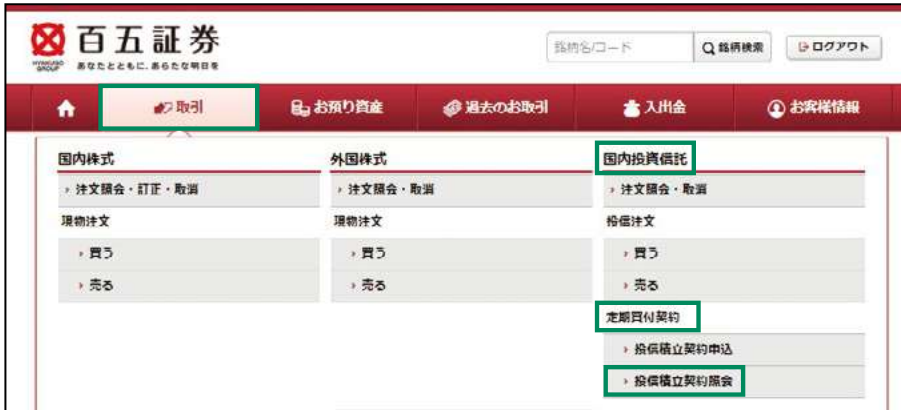 百五証券
HYAKUGO GROUP
あなたとともに、あらたな明日を
銘柄名/コード
銘柄検索
ログアウト
取引
お預り資産
過去のお取引
入出金
お客様情報
国内株式
外国株式
国内投資信託
注文照会・訂正・取消
注文照会・取消
注文照会・取消
現物注文
現物注文
投信注文
買う
買う
買う
売る
売る
売る
定期買付契約
投信積立契約申込
投信積立契約照会